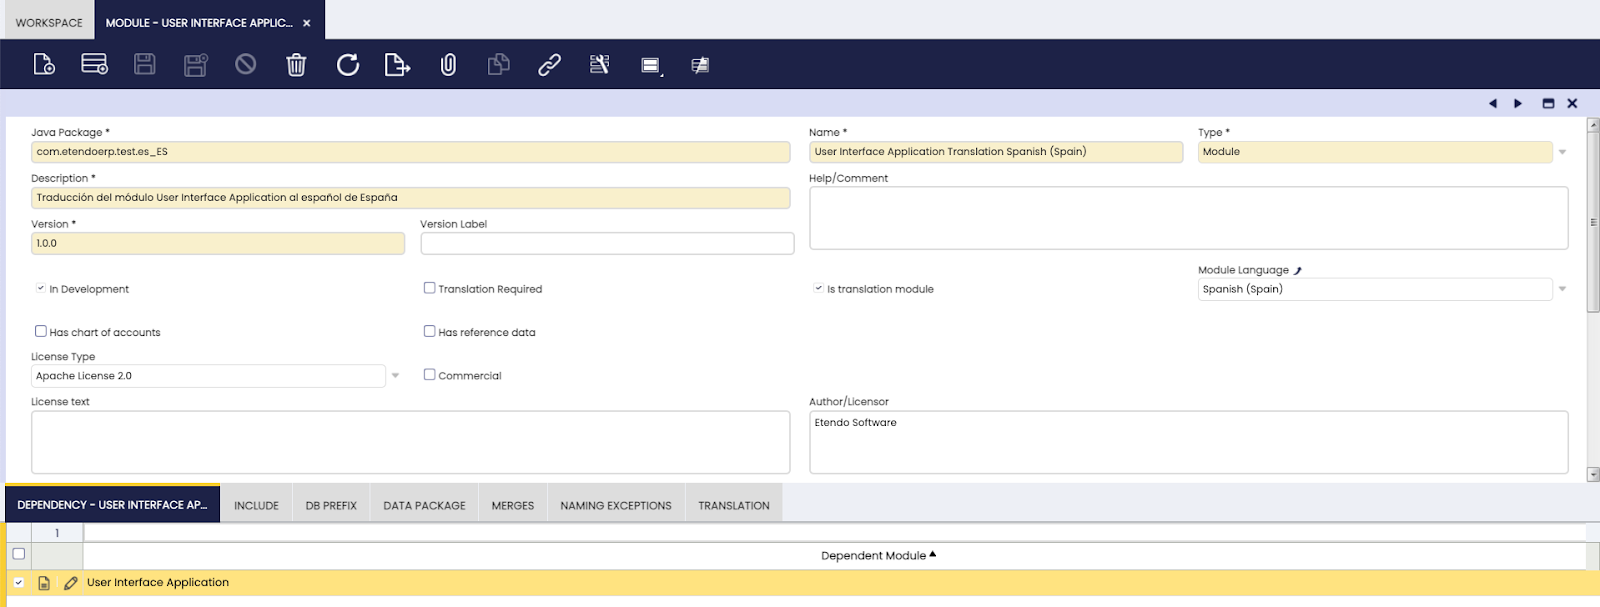 WORKSPACE
MODULE - USER INTERFACE APPLIC...
Java Package *
com.etendoerp.test.es_ES
Name *
User Interface Application Translation Spanish (Spain)
Type *
Module
Description *
Traducción del módulo User Interface Application al español de España
Help/Comment
Version *
1.0.0
Version Label
In Development
Translation Required
Is translation module
Module Language
Spanish (Spain)
Has chart of accounts
Has reference data
License Type
Apache License 2.0
Commercial
License text
Author/Licensor
Etendo Software
DEPENDENCY - USER INTERFACE AP...
INCLUDE
DB PREFIX
DATA PACKAGE
MERGES
NAMING EXCEPTIONS
TRANSLATION
1
Dependent Module
User Interface Application